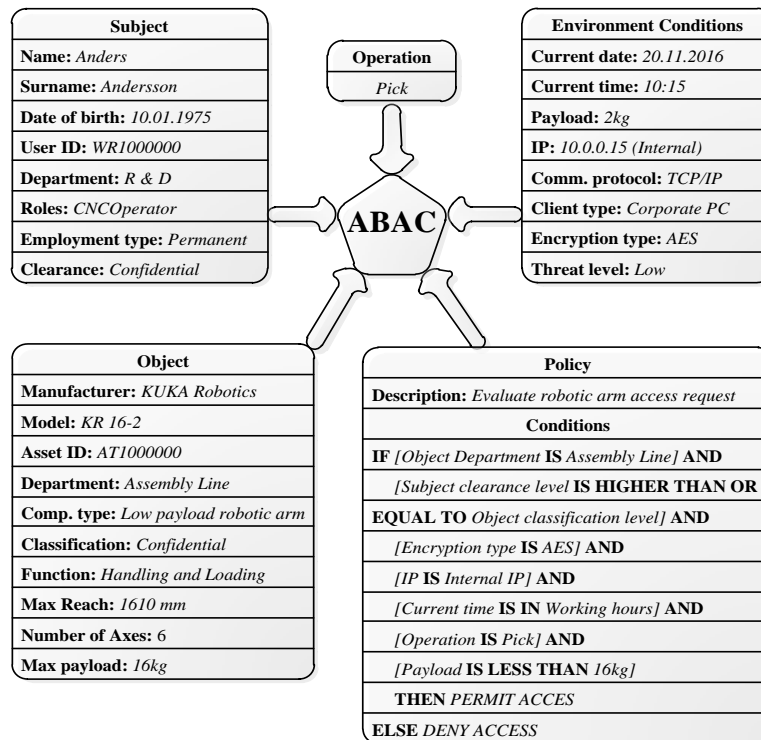 Subject
Name: Anders
Surname: Andersson
Date of birth: 10.01.1975
User ID: WR1000000
Department: R & D
Roles: CNCOperator
Employment type: Permanent
Clearance: Confidential
Operation
Pick
Environment Conditions
Current date: 20.11.2016
Current time: 10:15
Payload: 2kg
IP: 10.0.0.15 (Internal)
Comm. protocol: TCP/IP
Client type: Corporate PC
Encryption type: AES
Threat level: Low
ABAC
Object
Manufacturer: KUKA Robotics
Model: KR 16-2
Asset ID: AT1000000
Department: Assembly Line
Comp. type: Low payload robotic arm
Classification: Confidential
Function: Handling and Loading
Max Reach: 1610 mm
Number of Axes: 6
Max payload: 16kg
Policy
Description: Evaluate robotic arm access request
Conditions
IF [Object Department IS Assembly Line] AND
[Subject clearance level IS HIGHER THAN OR
EQUAL TO Object classification level] AND
[Encryption type IS AES] AND
[IP IS Internal IP] AND
[Current time IS IN Working hours] AND
[Operation IS Pick] AND
[Payload IS LESS THAN 16kg]
THEN PERMIT ACCES
ELSE DENY ACCESS